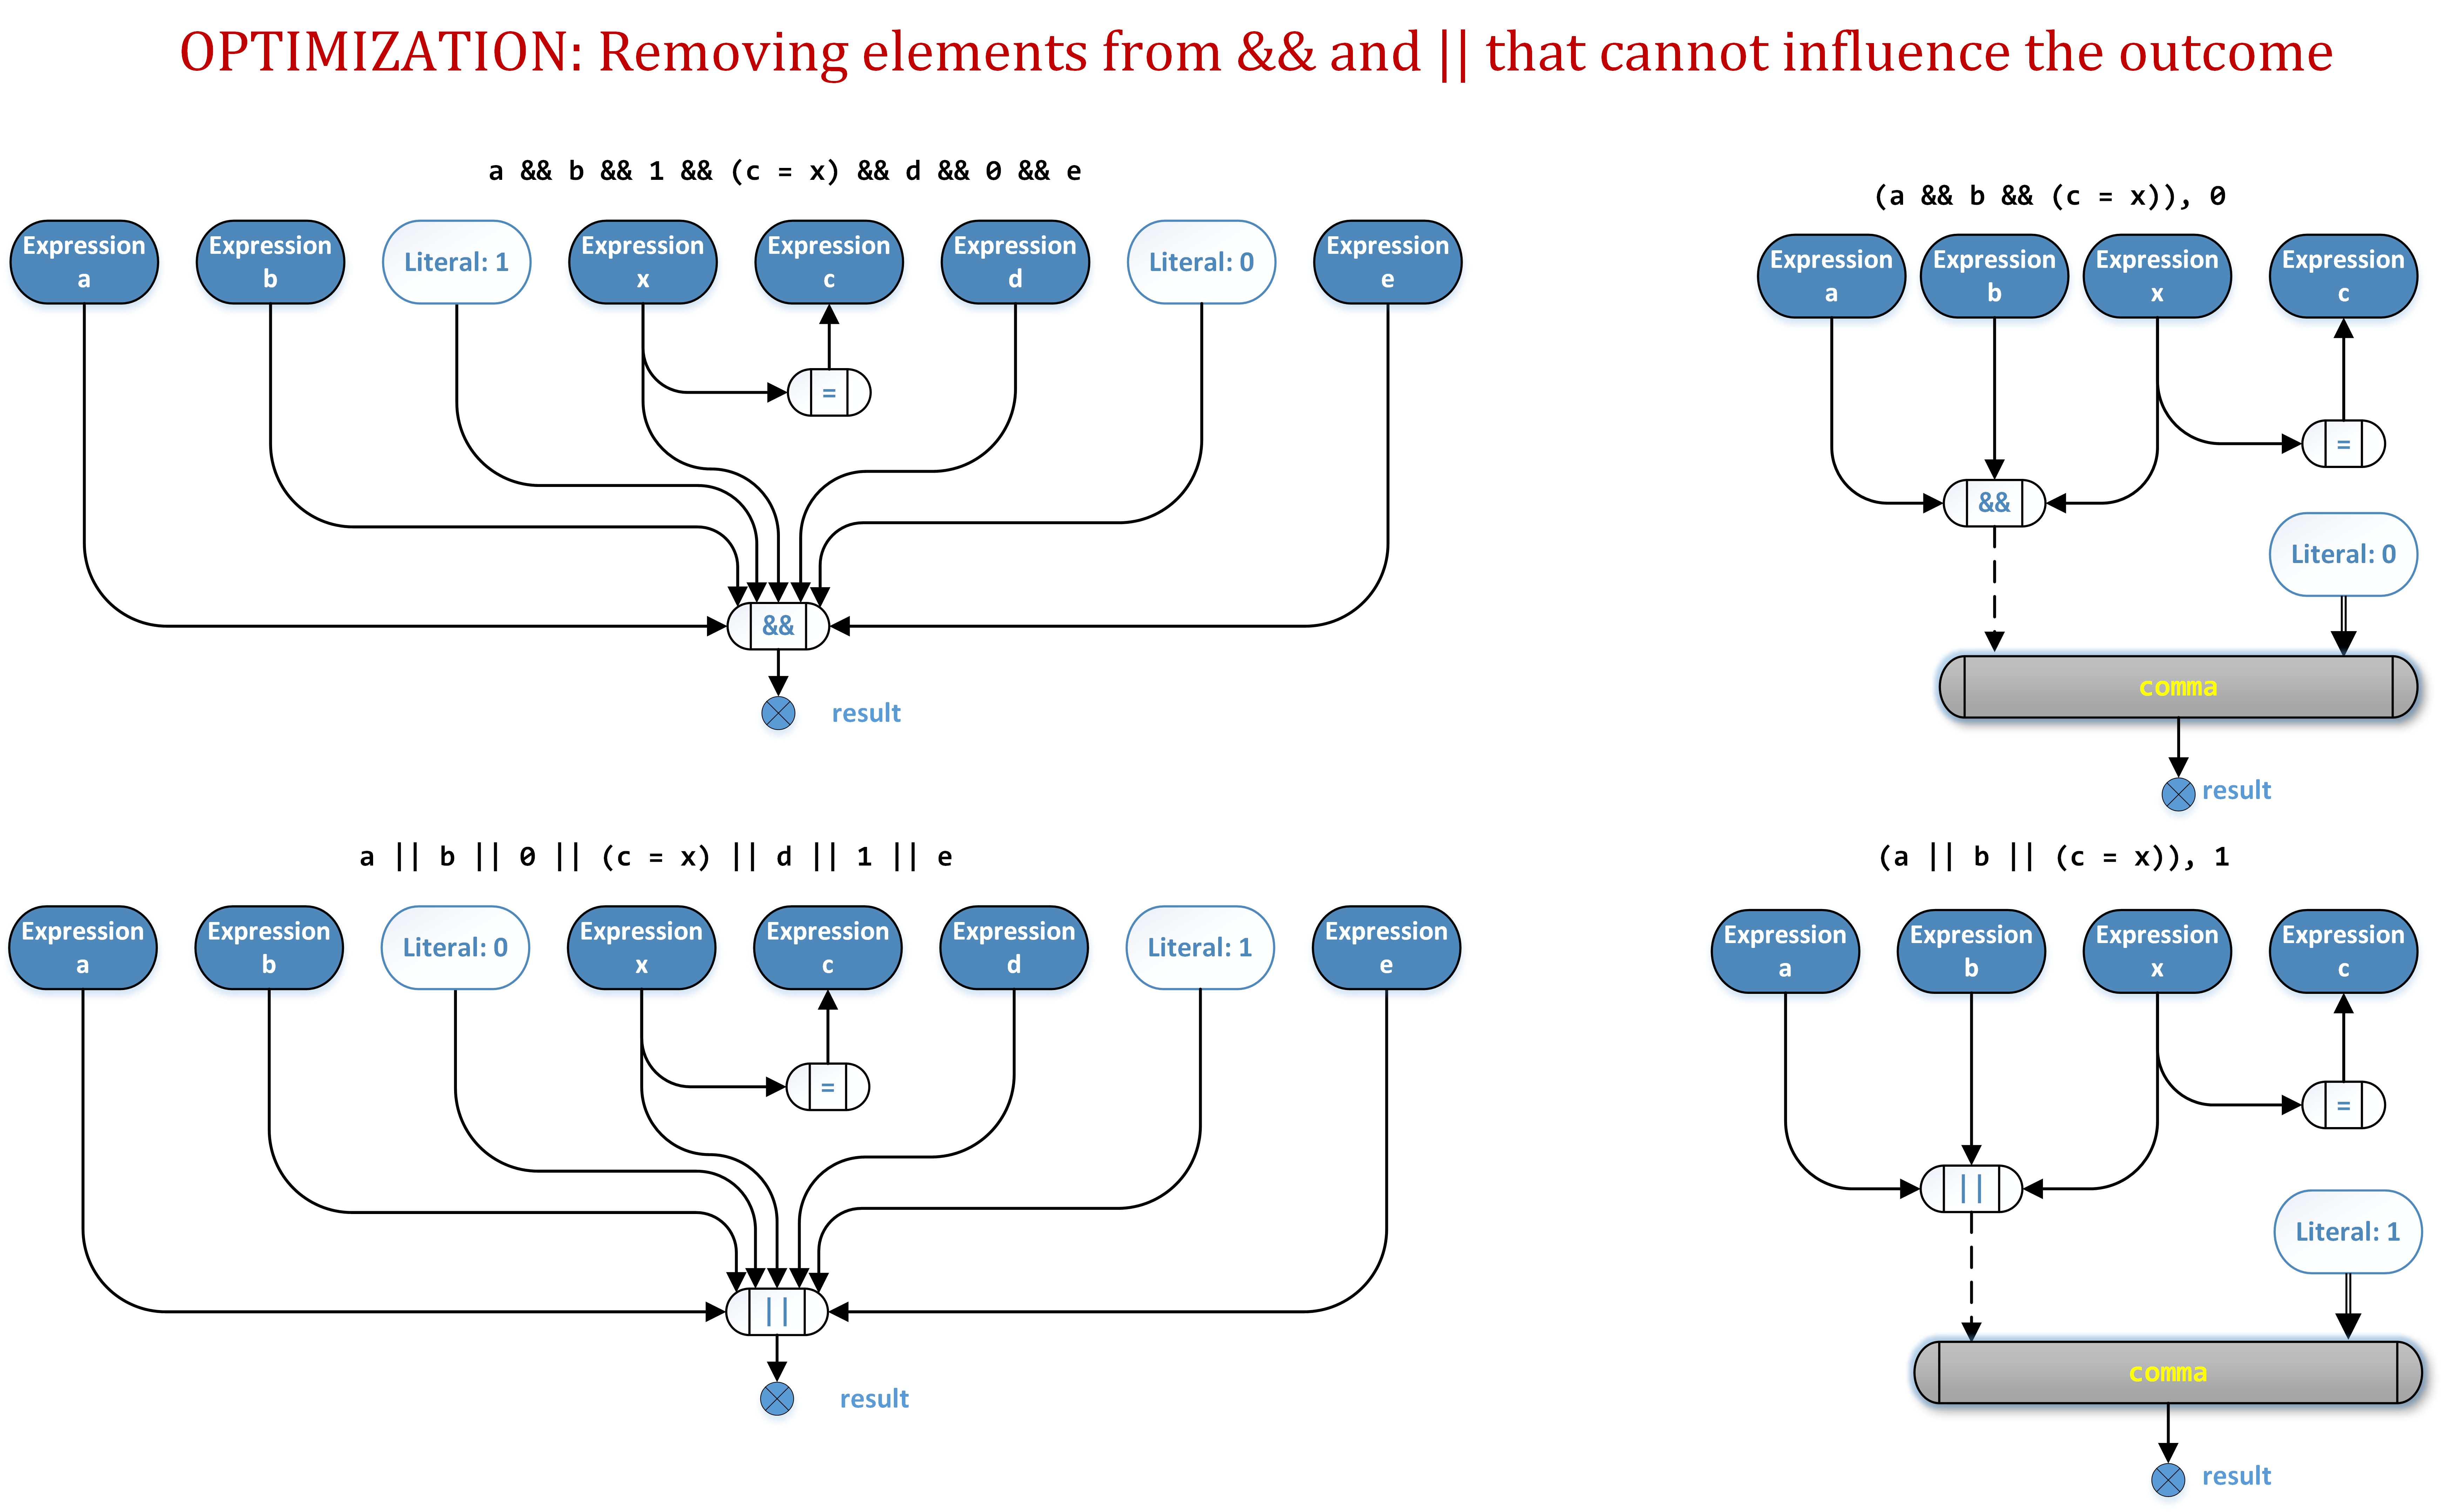 OPTIMIZATION: Removing elements from && and || that cannot influence the outcome
a && b && 1 && (c = x) && d && 0 && e
Expression
a
Expression
b
Literal: 1
Expression
x
Expression
c
Expression
d
Literal: 0
Expression
e
=
&&
result
(a && b && (c = x)), 0
Expression
a
Expression
b
Expression
x
Expression
c
=
&&
Literal: 0
comma
result
a || b || 0 || (c = x) || d || 1 || e
Expression
a
Expression
b
Literal: 0
Expression
x
Expression
c
Expression
d
Literal: 1
Expression
e
=
||
result
(a || b || (c = x)), 1
Expression
a
Expression
b
Expression
x
Expression
c
=
||
Literal: 1
comma
result